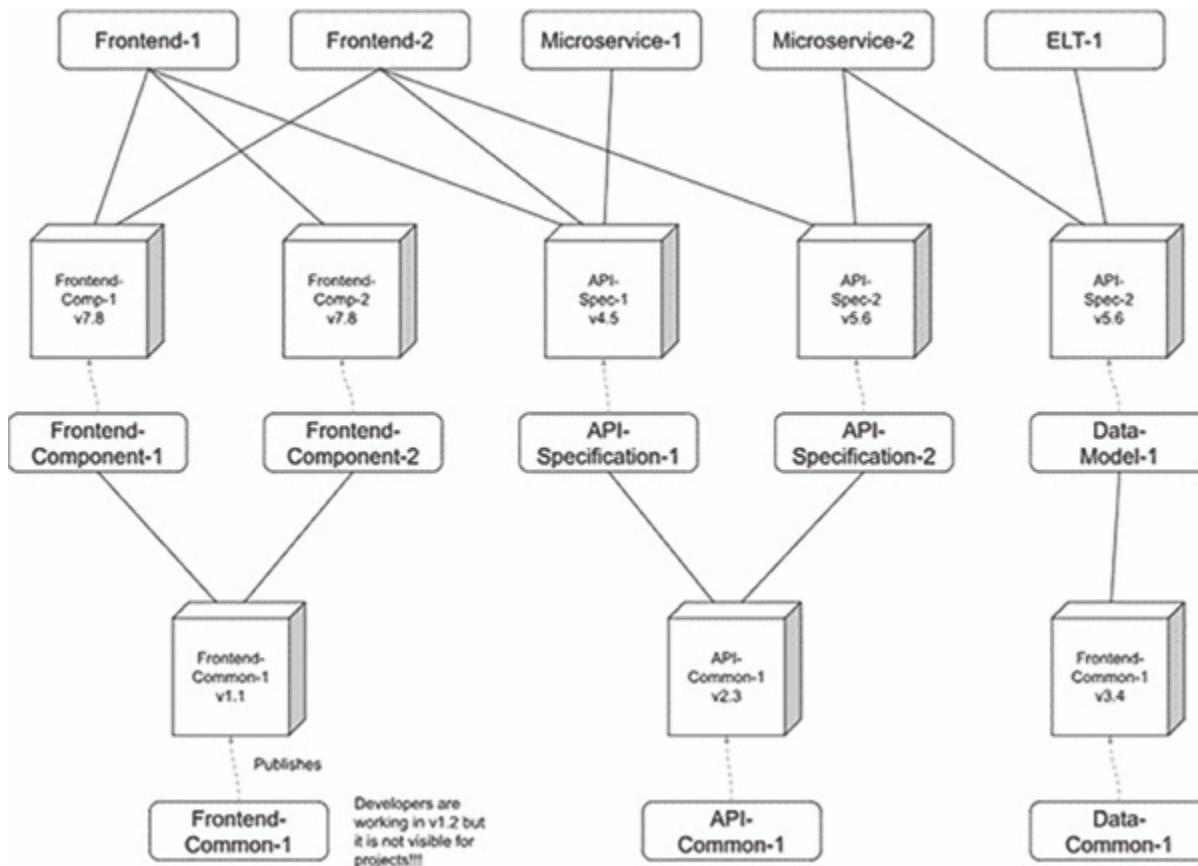 Frontend-1
Frontend-2
Microservice-1
Microservice-2
ELT-1
Frontend-
Comp-1
v7.8
Frontend-
Comp-2
v7.8
API-
Spec-1
v4.5
API-
Spec-2
v5.6
API-
Spec-2
v5.6
Frontend-
Component-1
Frontend-
Component-2
API-
Specification-1
API-
Specification-2
Data-
Model-1
Frontend-
Common-1
v1.1
API-
Common-1
v2.3
Frontend-
Common-1
v3.4
Publishes
Frontend-
Common-1
Developers are
working in v1.2 but
it is not visible for
projects!!!
API-
Common-1
Data-
Common-1